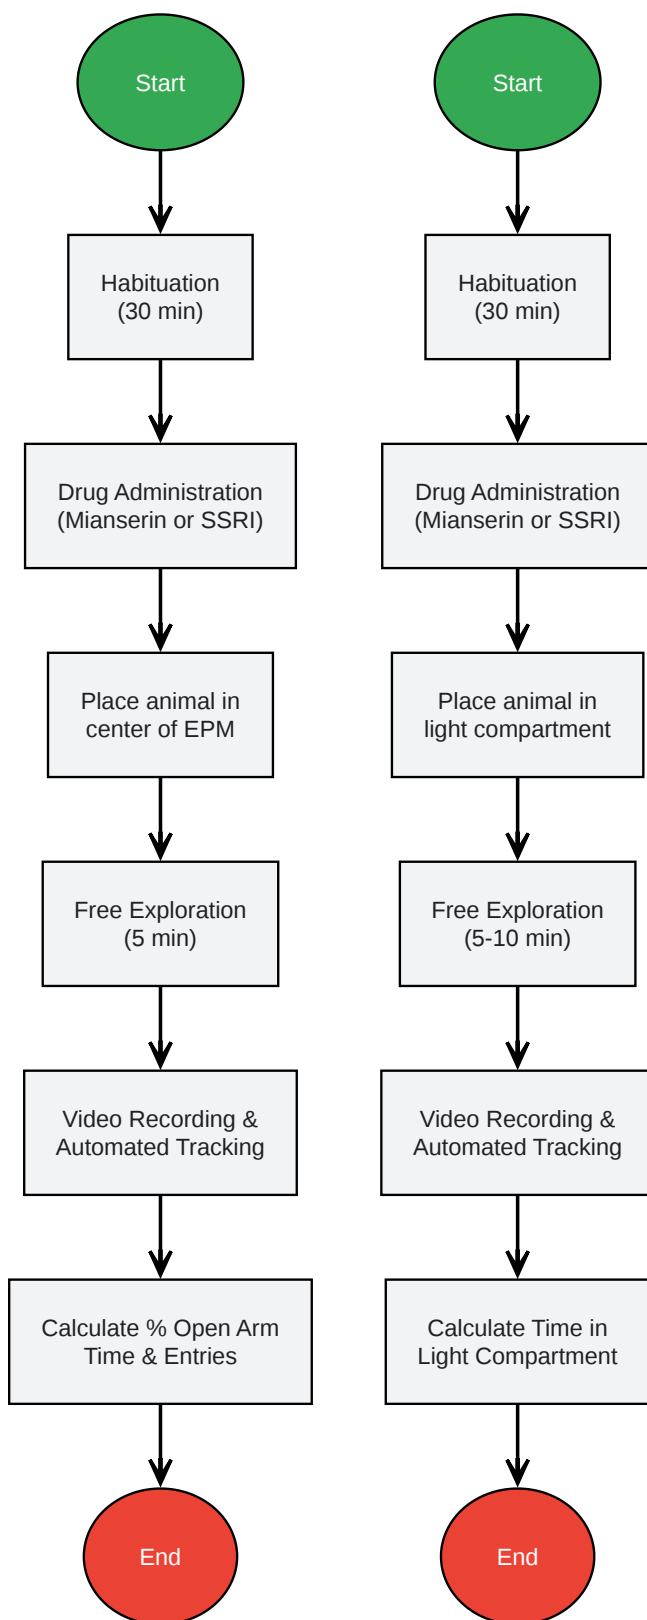 Start
Habituation
(30 min)
Drug Administration
(Mianserin or SSRI)
Place animal in
center of EPM
Free Exploration
(5 min)
Video Recording &
Automated Tracking
Calculate % Open Arm
Time & Entries
End
Start
Habituation
(30 min)
Drug Administration
(Mianserin or SSRI)
Place animal in
light compartment
Free Exploration
(5-10 min)
Video Recording &
Automated Tracking
Calculate Time in
Light Compartment
End